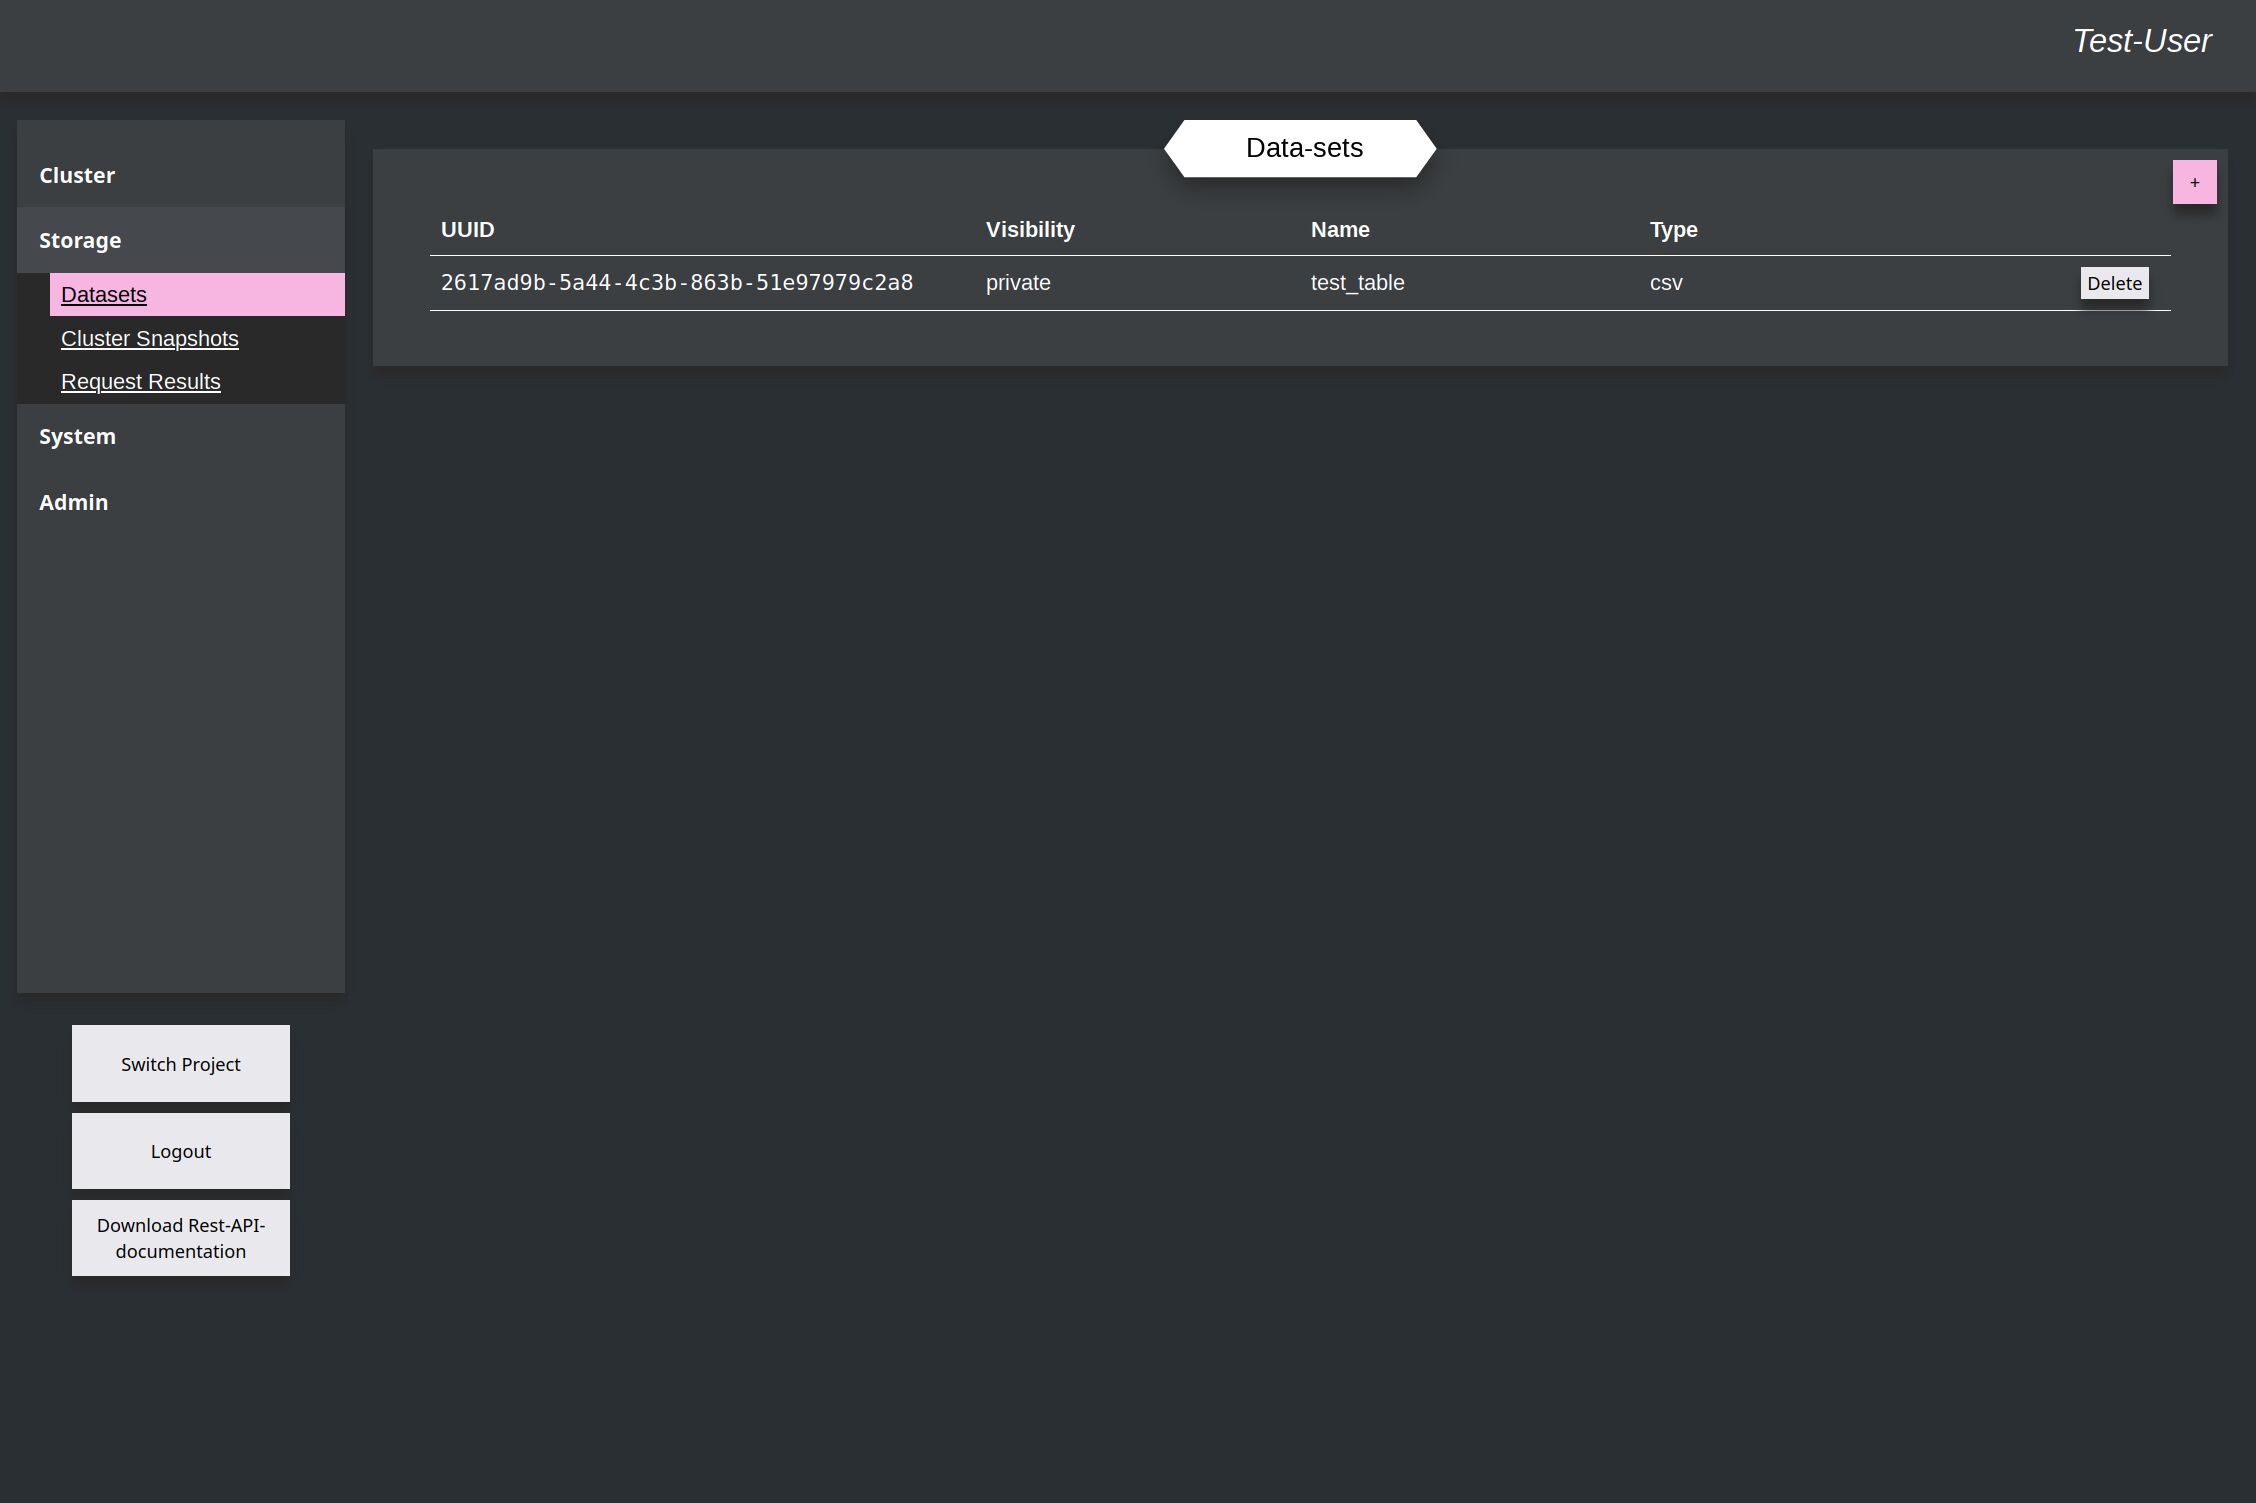 Test-User
Cluster
Storage
Datasets
Cluster Snapshots
Request Results
System
Admin
Switch Project
Logout
Download Rest-API-
documentation
Data-sets
+
UUID Visibility Name Type
2617ad9b-5a44-4c3b-863b-51e97979c2a8 private test_table csv Delete